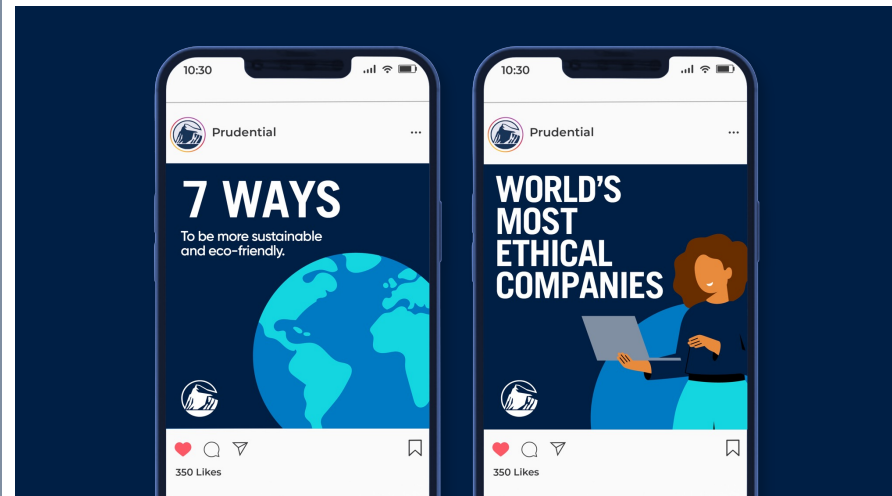 10:30
Prudential
7 WAYS
To be more sustainable
and eco-friendly.
350 Likes
10:30
Prudential
WORLD'S
MOST
ETHICAL
COMPANIES
350 Likes